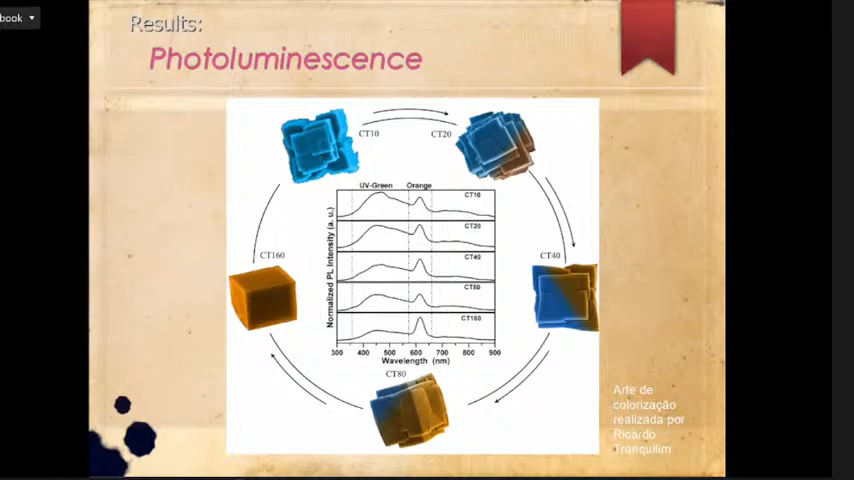 book
Results:
Photoluminescence
CT10
CT20
UV-Green Orange
CT10
CT20
CT40
CT80
CT160
Normalized PL Intensity (a. u.)
300 400 500 600 700 800 900
Wavelength (nm)
CT160
CT40
CT80
Arte de
colorização
realizada por
Ricardo
Tranquilim